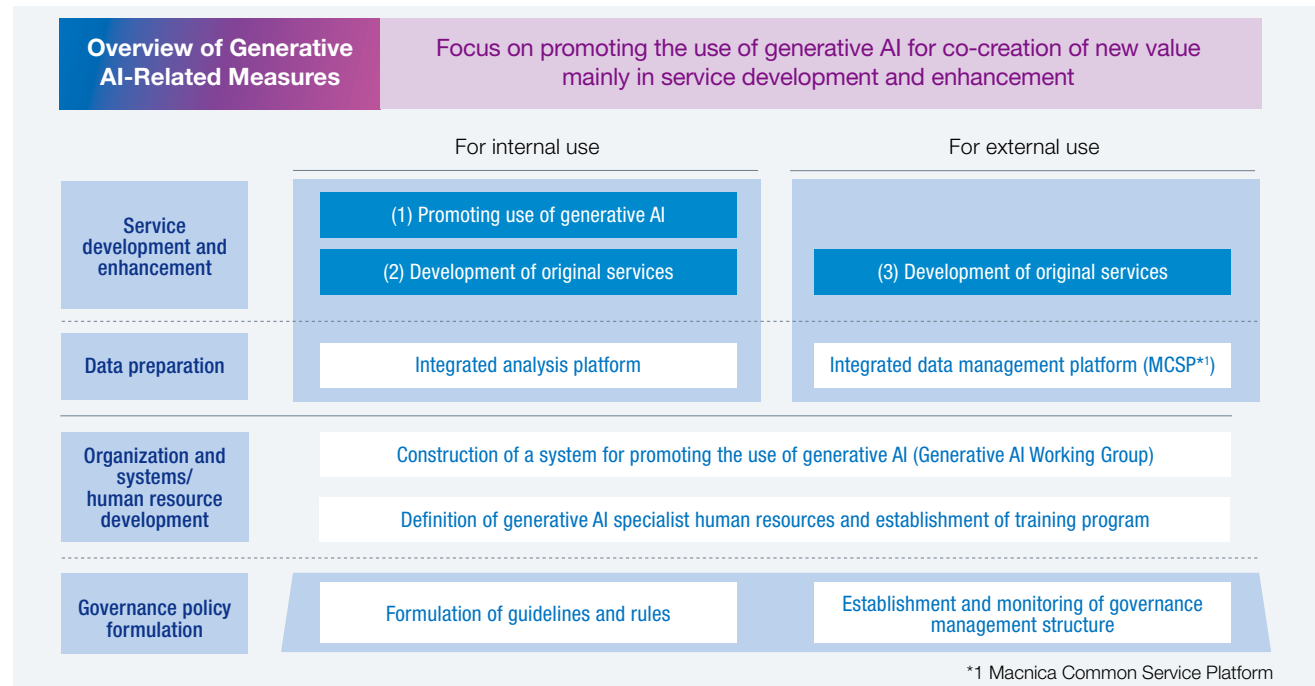 Overview of Generative
AI-Related Measures
Focus on promoting the use of generative AI for co-creation of new value
mainly in service development and enhancement
For internal use
For external use
Service
development and
enhancement
(1) Promoting use of generative AI
(2) Development of original services
(3) Development of original services
Data preparation
Integrated analysis platform
Integrated data management platform (MCSP*1)
Organization and
systems/
human resource
development
Construction of a system for promoting the use of generative AI (Generative AI Working Group)
Definition of generative AI specialist human resources and establishment of training program
Governance policy
formulation
Formulation of guidelines and rules
Establishment and monitoring of governance
management structure
*1 Macnica Common Service Platform